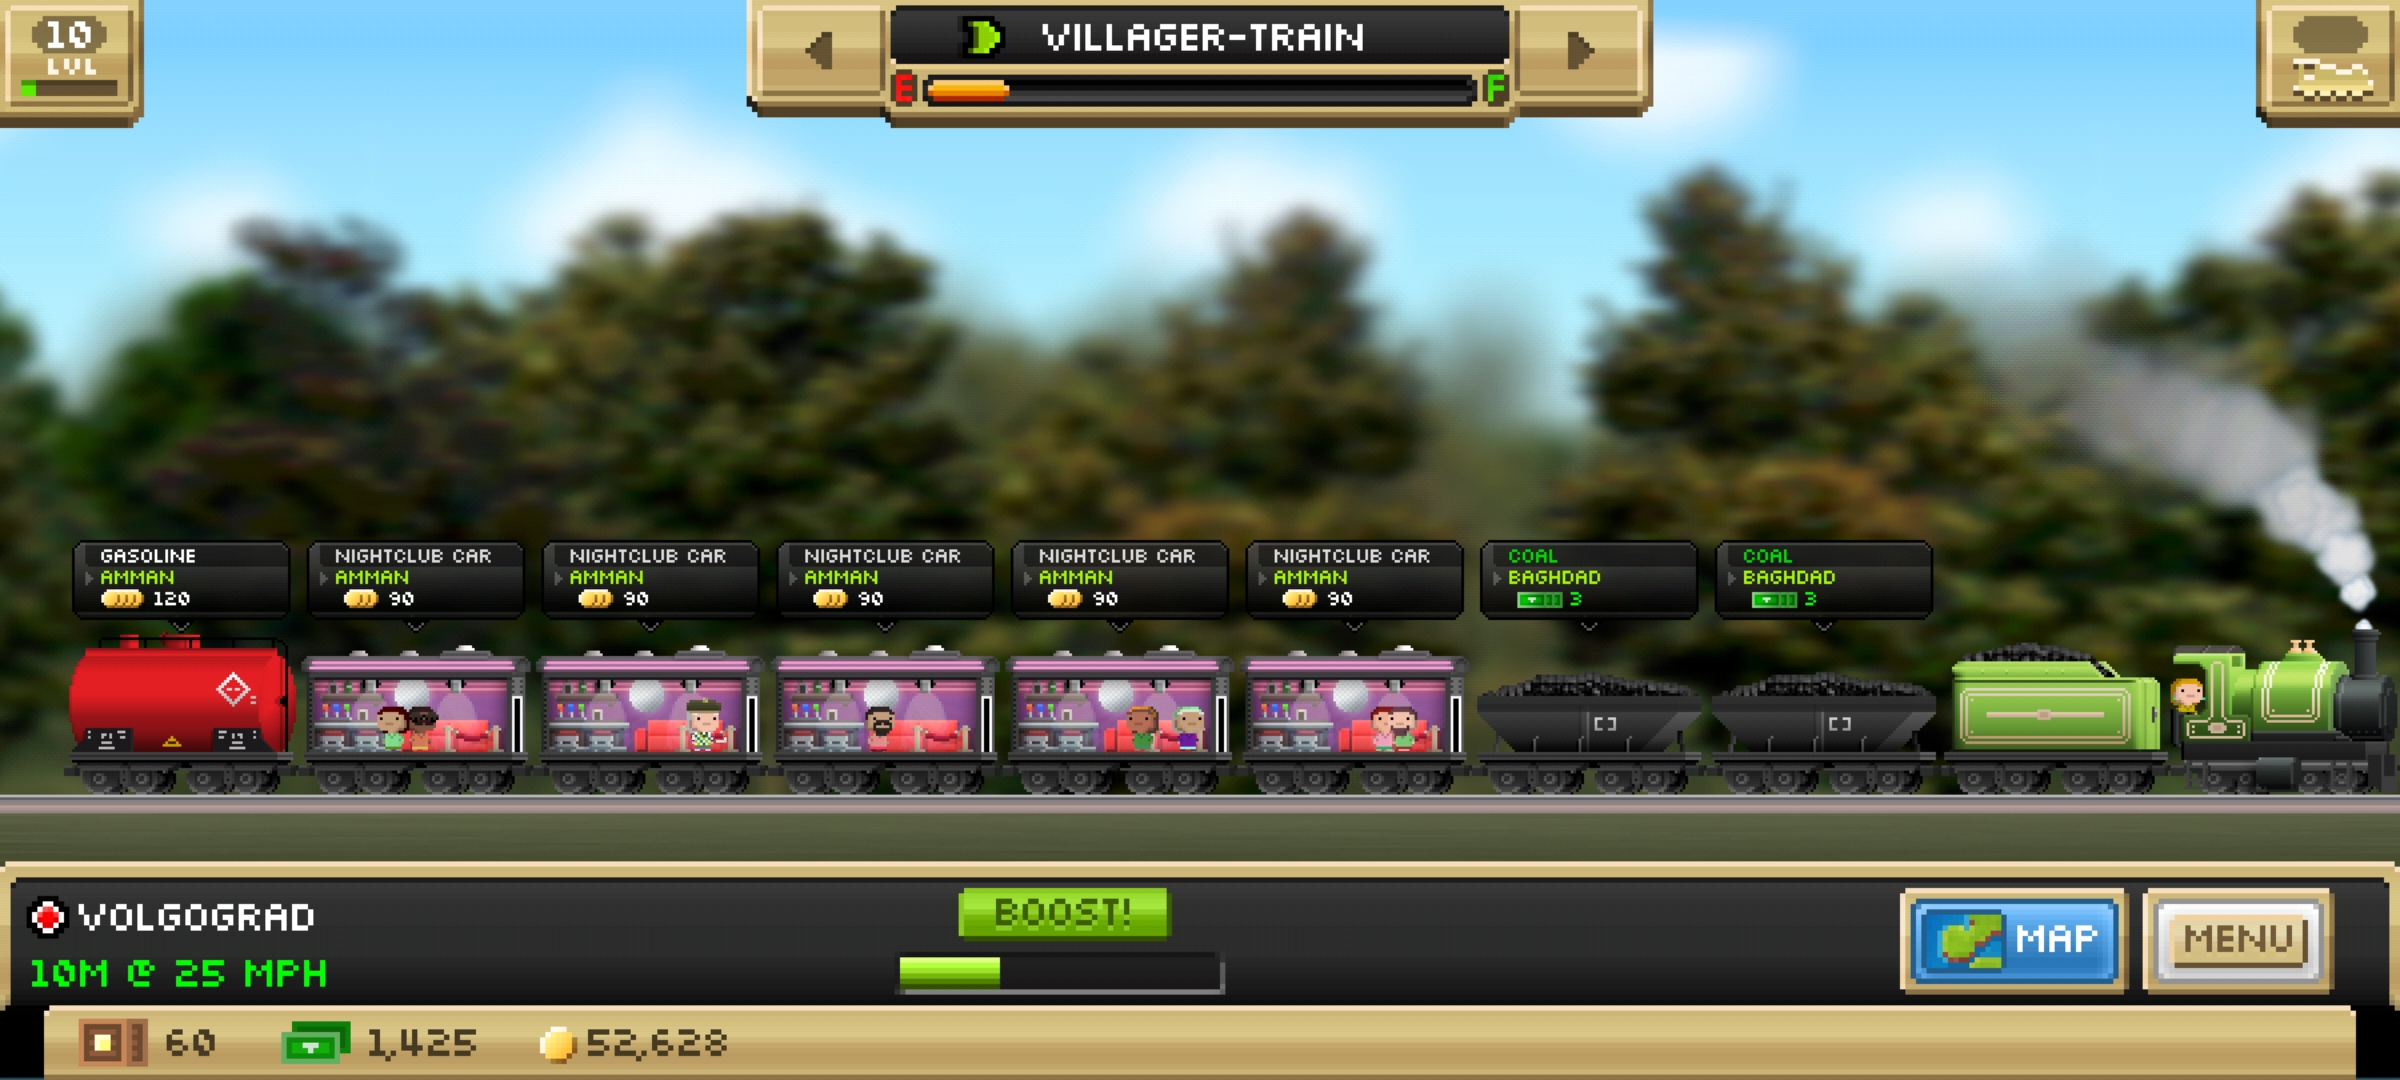 10
LVL
VILLAGER-TRAIN
E
F
GASOLINE
AMMAN
120
NIGHTCLUB CAR
AMMAN
90
NIGHTCLUB CAR
AMMAN
90
NIGHTCLUB CAR
AMMAN
90
NIGHTCLUB CAR
AMMAN
90
NIGHTCLUB CAR
AMMAN
90
COAL
BAGHDAD
3
COAL
BAGHDAD
3
VOLGOGRAD
10M @ 25 MPH
BOOST!
MAP
MENU
60
1,425
52,628